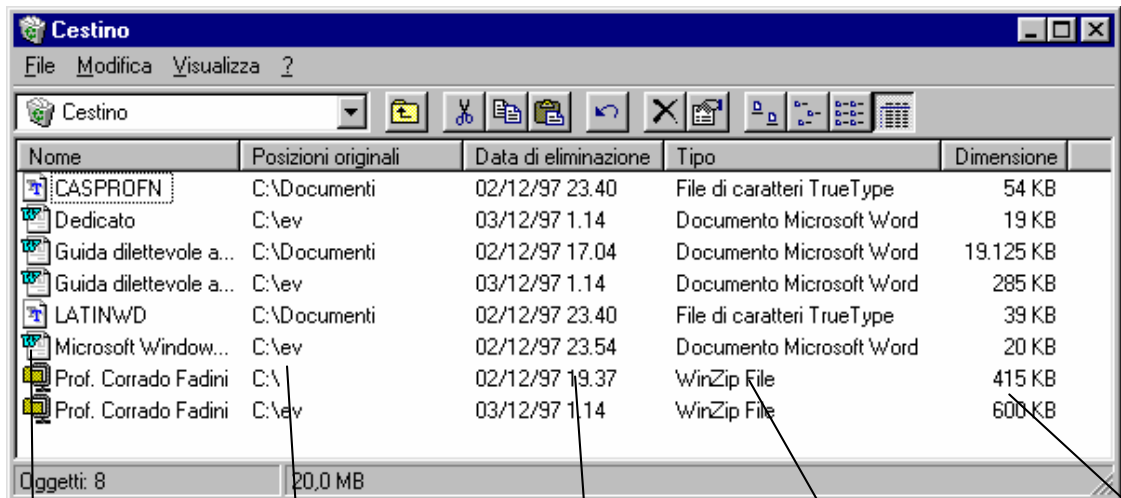 Cestino
File Modifica Visualizza ?
Cestino
Nome Posizioni originali Data di eliminazione Tipo Dimensione
CASPROFN C:\Documenti 02/12/97 23.40 File di caratteri TrueType 54 KB
Dedicato C:\ev 03/12/97 1.14 Documento Microsoft Word 19 KB
Guida dilettevole a... C:\Documenti 02/12/97 17.04 Documento Microsoft Word 19.125 KB
Guida dilettevole a... C:\ev 03/12/97 1.14 Documento Microsoft Word 285 KB
LATINWD C:\Documenti 02/12/97 23.40 File di caratteri TrueType 39 KB
Microsoft Window... C:\ev 02/12/97 23.54 Documento Microsoft Word 20 KB
Prof. Corrado Fadini C:\ 02/12/97 19.37 WinZip File 415 KB
Prof. Corrado Fadini C:\ev 03/12/97 1.14 WinZip File 600 KB
Oggetti: 8 20,0 MB